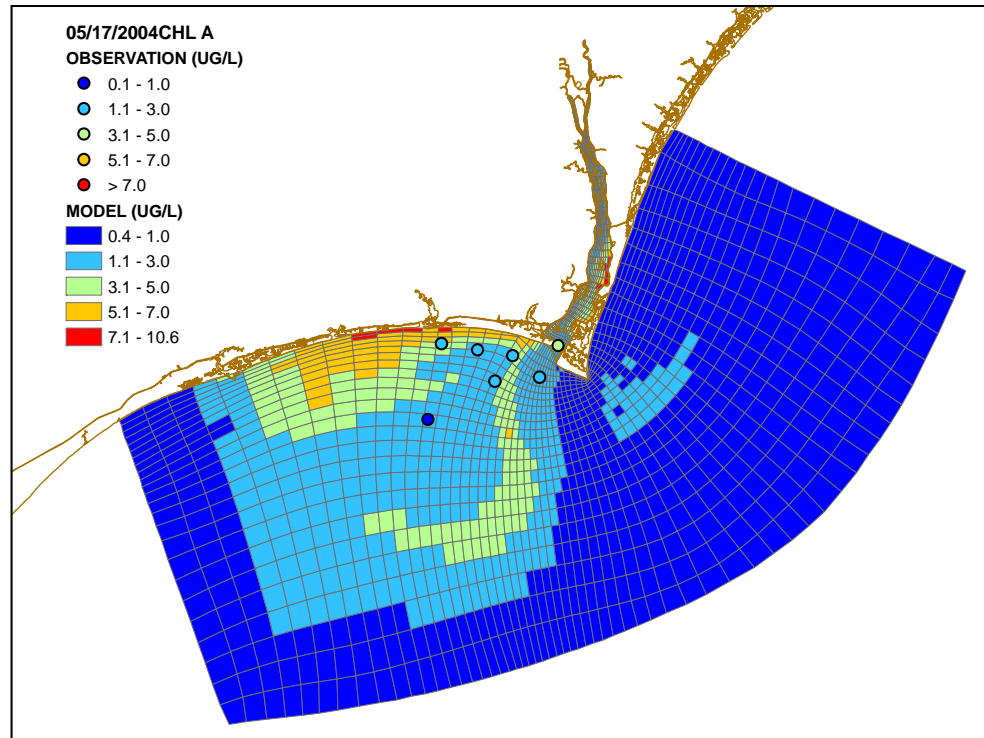 05/17/2004CHL A
OBSERVATION (UG/L)
0.1 - 1.0
1.1 - 3.0
3.1 - 5.0
5.1 - 7.0
> 7.0
MODEL (UG/L)
0.4 - 1.0
1.1 - 3.0
3.1 - 5.0
5.1 - 7.0
7.1 - 10.6